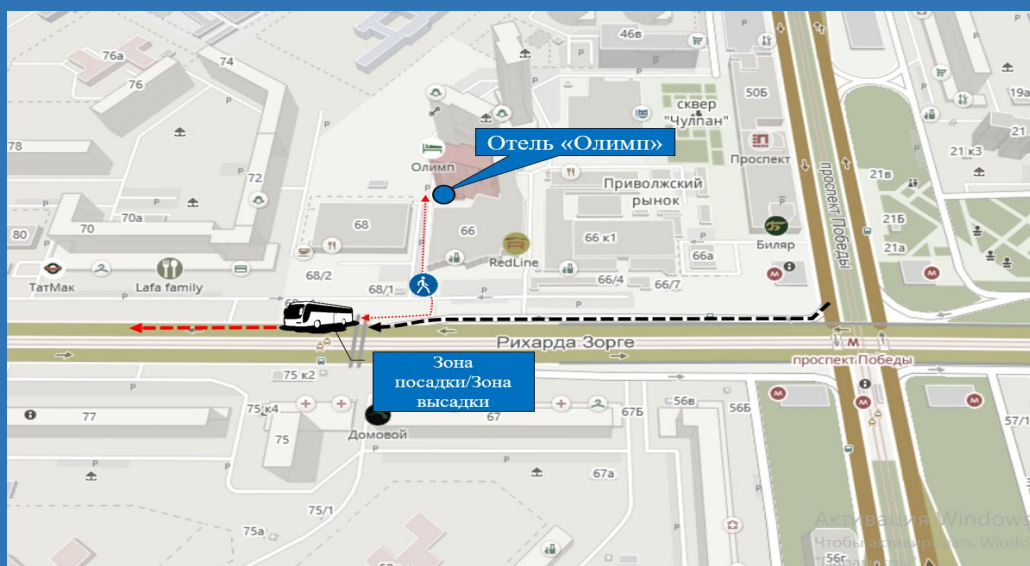 46в
76а
74
76
50Б
19а
сквер
"Чулпан"
Отель «Олимп»
78
Проспект
21 к3
Олимп
72
21в
Приволжский
рынок
проспект Победы
70а
21Б
80
70
68
66
66 к1
Биляр
21а
66а
RedLine
ТатМак
Lafa family
68/2
68/1
66/4
66/7
Рихарда Зорге
М
проспект Победы
Зона
посадки/Зона
высадки
75 к2
77
75 к4
75
Домовой
67
67Б
56в
56Б
57/1
67а
75/1
75а
Активация Windows
56г